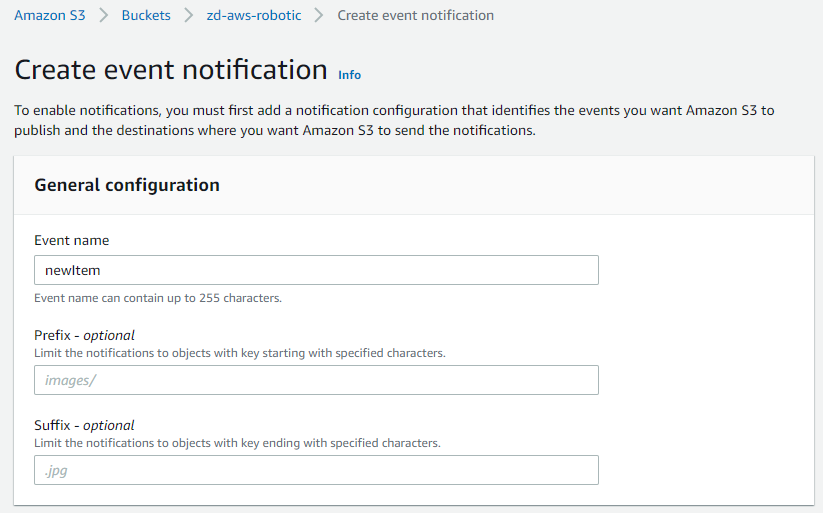 Amazon S3 > Buckets > zd-aws-robotic > Create event notification
Create event notification Info
To enable notifications, you must first add a notification configuration that identifies the events you want Amazon S3 to
publish and the destinations where you want Amazon S3 to send the notifications.
General configuration
Event name
newItem
Event name can contain up to 255 characters.
Prefix - optional
Limit the notifications to objects with key starting with specified characters.
images/
Suffix - optional
Limit the notifications to objects with key ending with specified characters.
.jpg